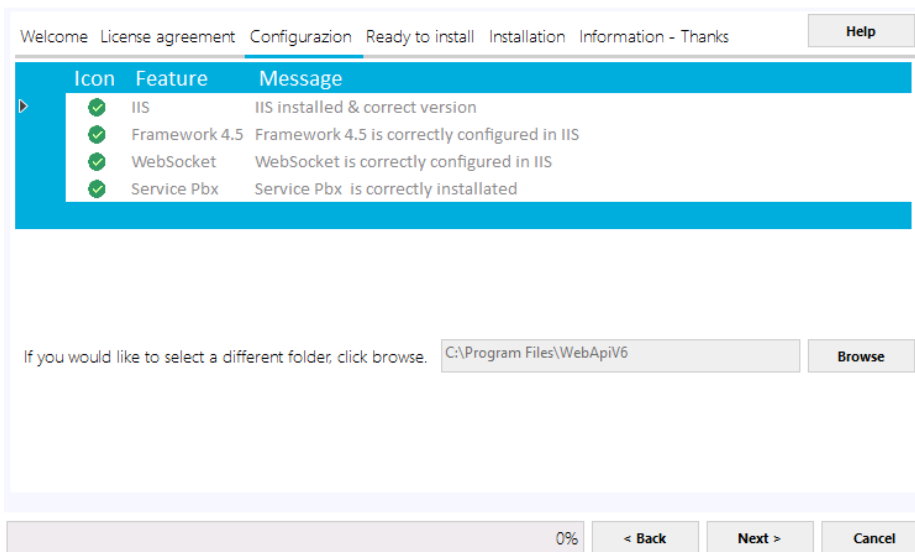 Welcome License agreement Configurazion Ready to install Installation Information - Thanks Help
Icon Feature Message
IIS IIS installed & correct version
Framework 4.5 Framework 4.5 is correctly configured in IIS
WebSocket WebSocket is correctly configured in IIS
Service Pbx Service Pbx is correctly installated
If you would like to select a different folder, click browse. C:\Program Files\WebApiV6 Browse
0% < Back Next > Cancel